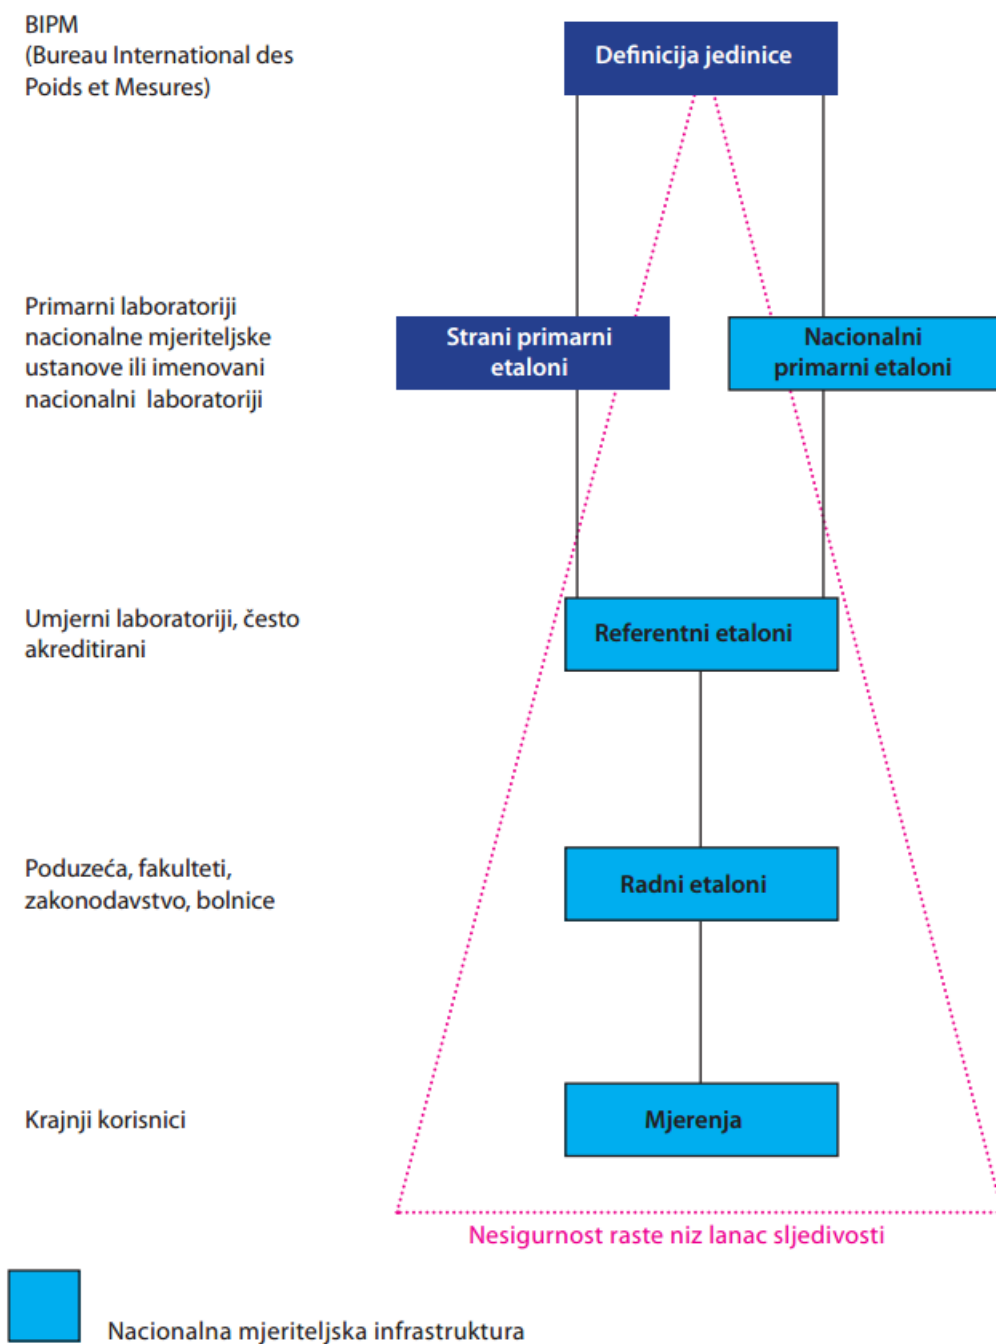 BIPM
(Bureau International des
Poids et Mesures)
Definicija jedinice
Primarni laboratoriji
nacionalne mjeriteljske
ustanove ili imenovani
nacionalni  laboratoriji
Strani primarni
etaloni
Nacionalni
primarni etaloni
Umjerni laboratoriji, često
akreditirani
Referentni etaloni
Poduzeća, fakulteti,
zakonodavstvo, bolnice
Radni etaloni
Krajnji korisnici
Mjerenja
Nesigurnost raste niz lanac sljedivosti
Nacionalna mjeriteljska infrastruktura